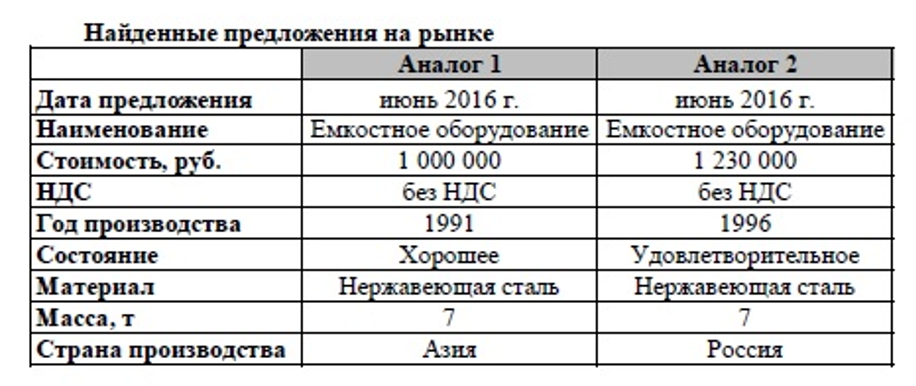 Найденные предложения на рынке
Аналог 1 Аналог 2
Дата предложения июнь 2016 г. июнь 2016 г.
Наименование Емкостное оборудование Емкостное оборудование
Стоимость, руб. 1 000 000 1 230 000
НДС без НДС без НДС
Год производства 1991 1996
Состояние Хорошее Удовлетворительное
Материал Нержавеющая сталь Нержавеющая сталь
Масса, т 7 7
Страна производства Азия Россия